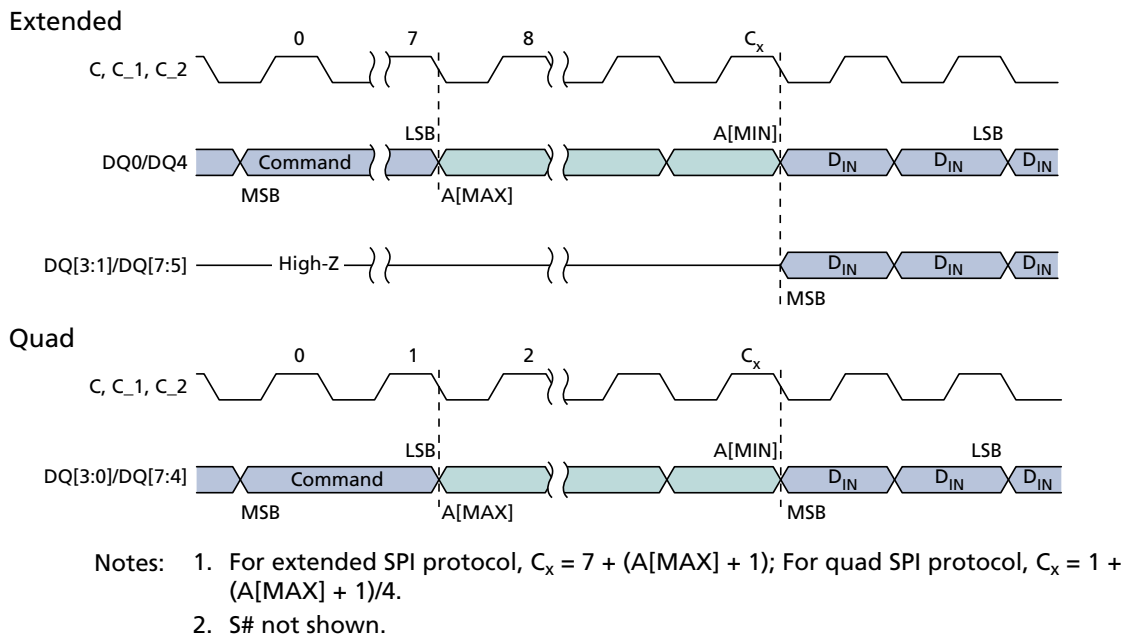 Extended
0 7 8 Cx
C, C_1, C_2
LSB A[MIN] LSB
DQ0/DQ4 Command DIN DIN DIN
MSB A[MAX]
DQ[3:1]/DQ[7:5] High-Z DIN DIN DIN
MSB
Quad
0 1 2 Cx
C, C_1, C_2
LSB A[MIN] LSB
DQ[3:0]/DQ[7:4] Command DIN DIN DIN
MSB A[MAX] MSB
Notes: 1. For extended SPI protocol, Cx = 7 + (A[MAX] + 1); For quad SPI protocol, Cx = 1 +
(A[MAX] + 1)/4.
2. S# not shown.